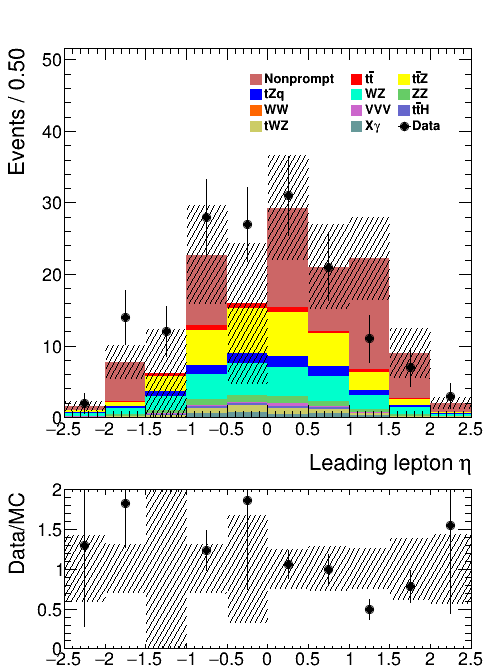 Events / 0.50
50
40
30
20
10
0
Nonprompt tt̄ tt̄Z
tZq WZ ZZ
WW VVV tt̄H
tWZ Xγ Data
−2.5 −2 −1.5 −1 −0.5 0 0.5 1 1.5 2 2.5
Leading lepton η
Data/MC
2
1.5
1
0.5
0
−2.5 −2 −1.5 −1 −0.5 0 0.5 1 1.5 2 2.5